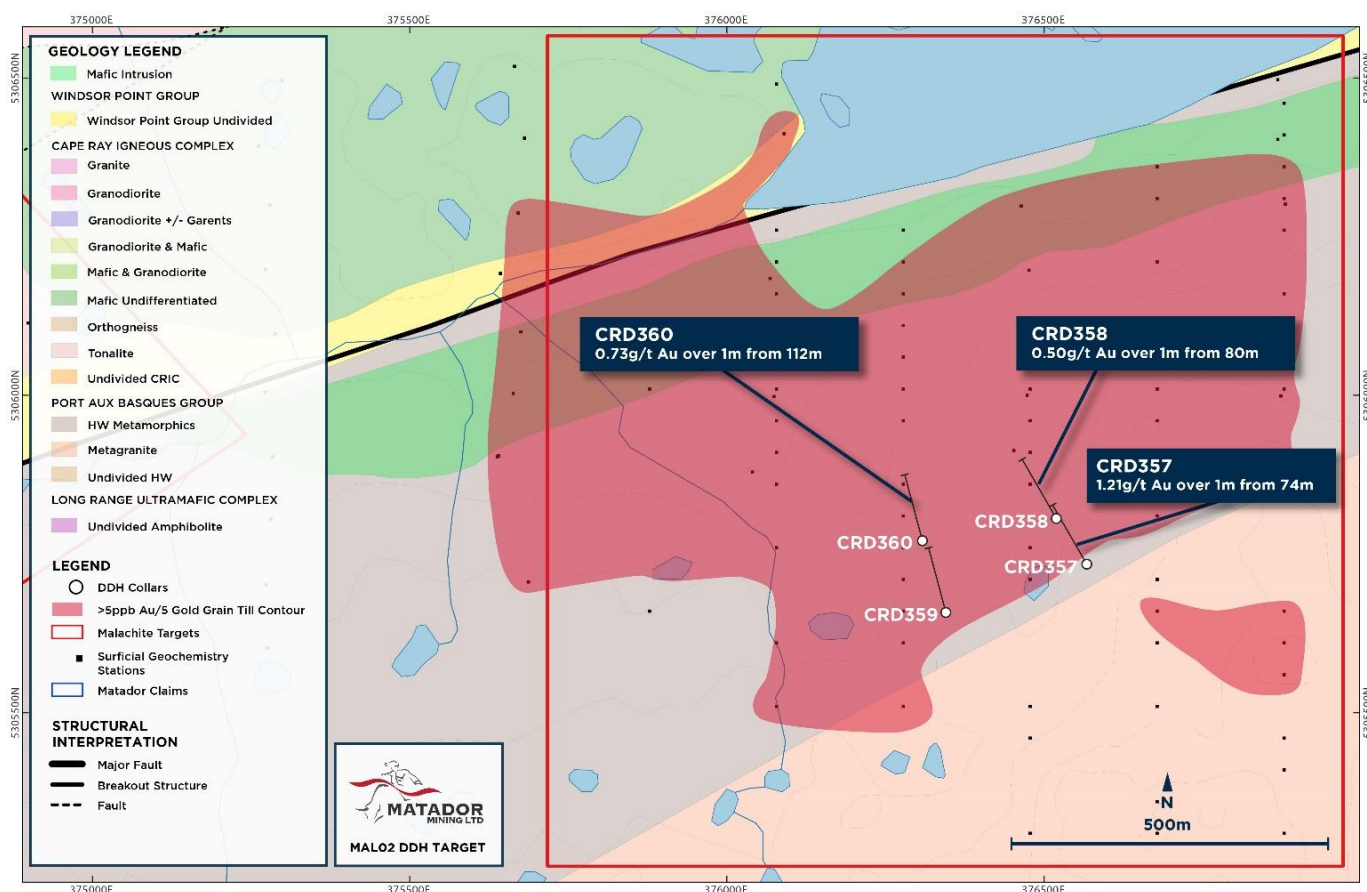 375000E
375500E
376000E
376500E
5306500N
5306500N
GEOLOGY LEGEND
Mafic Intrusion
WINDSOR POINT GROUP
Windsor Point Group Undivided
CAPE RAY IGNEOUS COMPLEX
Granite
Granodiorite
Granodiorite +/- Garents
Granodiorite & Mafic
Mafic & Granodiorite
Mafic Undifferentiated
Orthogneiss
Tonalite
Undivided CRIC
PORT AUX BASQUES GROUP
HW Metamorphics
Metagranite
Undivided HW
LONG RANGE ULTRAMAFIC COMPLEX
Undivided Amphibolite
LEGEND
DDH Collars
>5ppb Au/5 Gold Grain Till Contour
Malachite Targets
Surficial Geochemistry
Stations
Matador Claims
STRUCTURAL
INTERPRETATION
Major Fault
Breakout Structure
Fault
MATADOR
MINING LTD
MAL02 DDH TARGET
CRD360
0.73g/t Au over 1m from 112m
CRD358
0.50g/t Au over 1m from 80m
CRD357
1.21g/t Au over 1m from 74m
CRD358
CRD360
CRD357
CRD359
5306000N
5306000N
5305500N
5305500N
N
500m
375000E
375500E
376000E
376500E